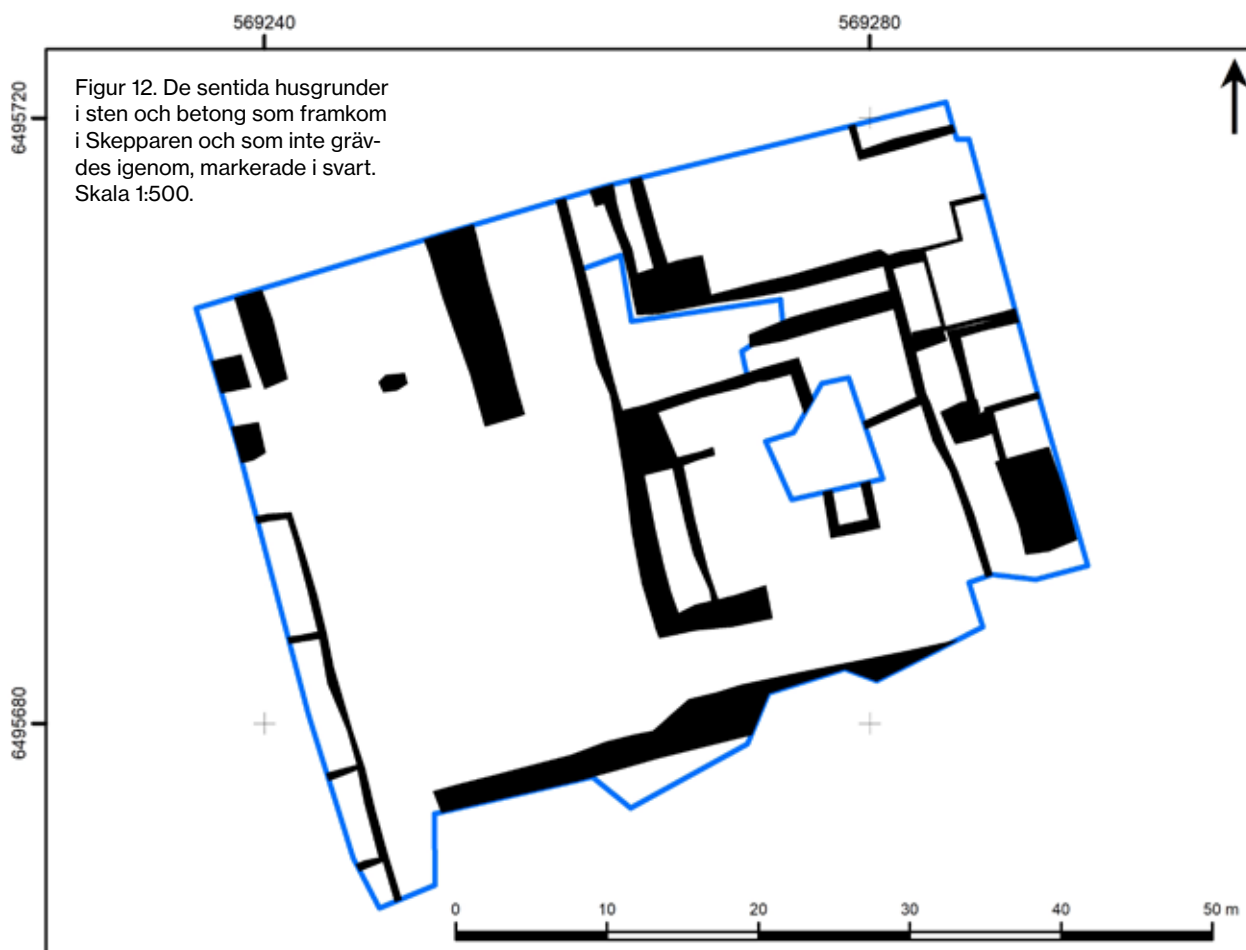 569240
569280
6495720
Figur 12. De sentida husgrunder
i sten och betong som framkom
i Skepparen och som inte gräv-
des igenom, markerade i svart.
Skala 1:500.
6495680
0 10 20 30 40 50 m